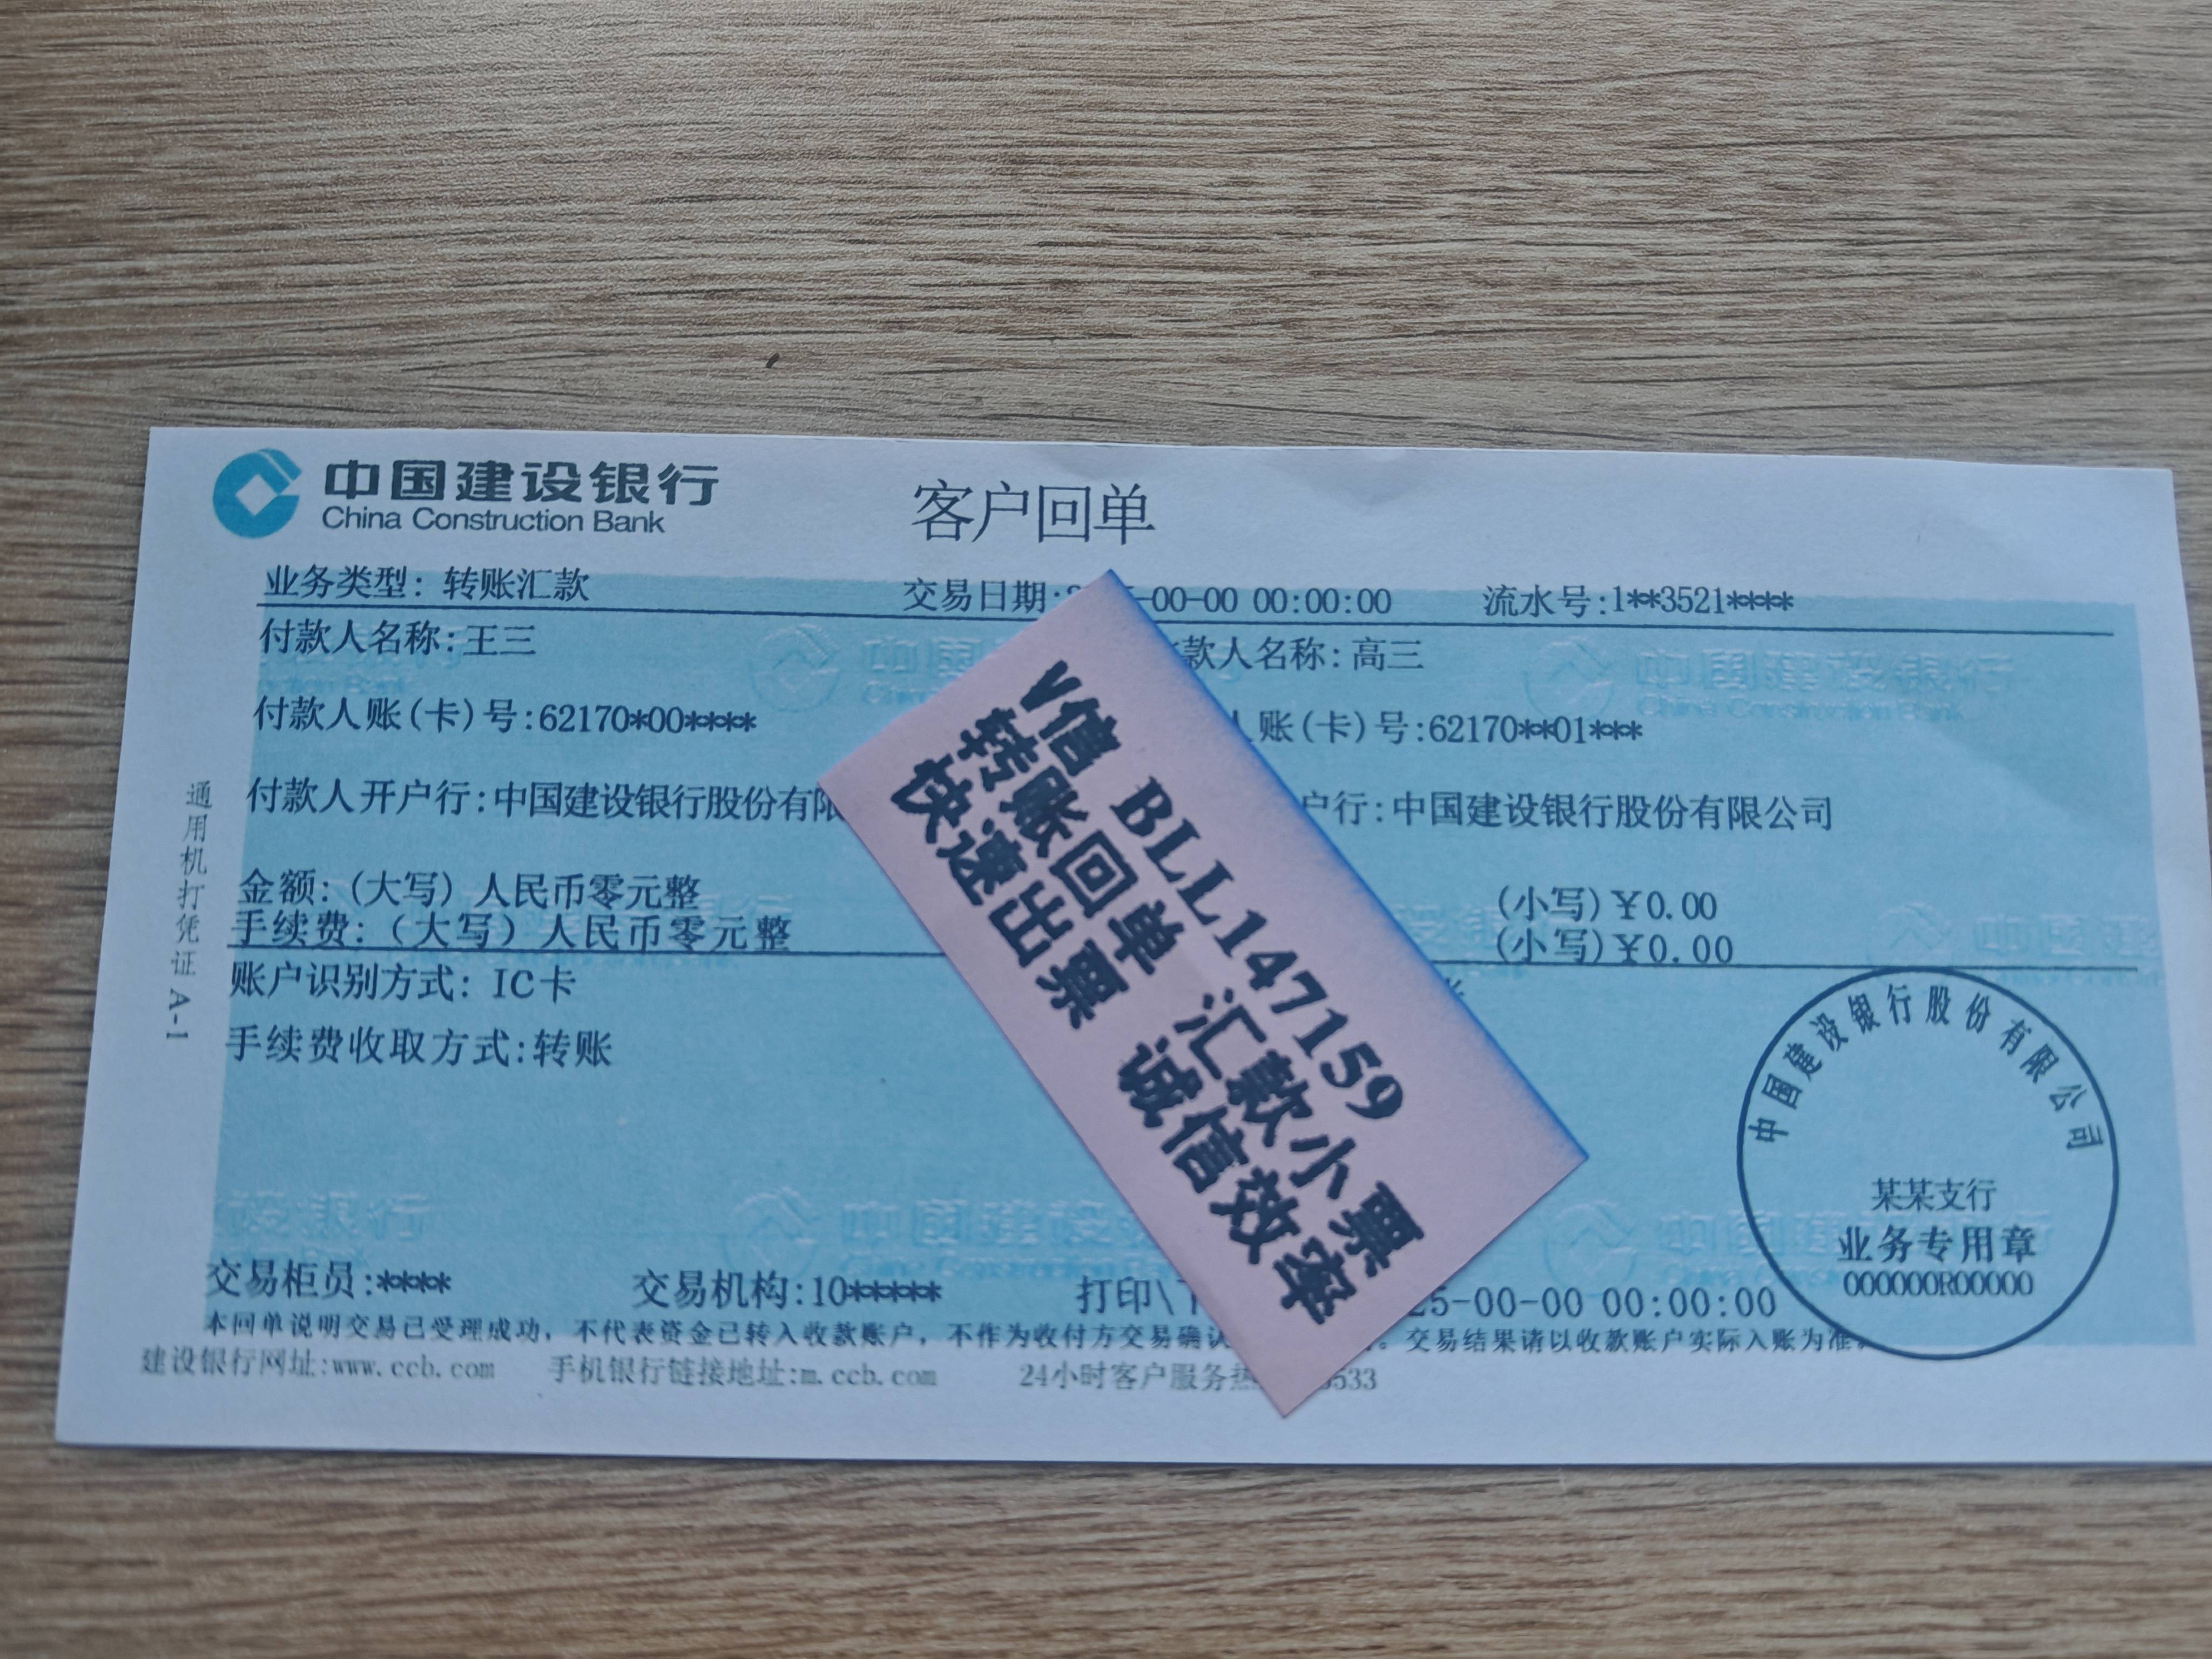 中国建设银行
China Construction Bank
客户回单
业务类型：转账汇款
交易日期:
-00-00 00:00:00
流水号:1**3521****
付款人名称:王三
款人名称:高三
付款人账(卡)号:62170*00****
人账(卡)号:62170**01***
付款人开户行:中国建设银行股份有限
户行:中国建设银行股份有限公司
金额：（大写）人民币零元整
(小写)￥0.00
手续费：（大写）人民币零元整
(小写)￥0.00
账户识别方式：IC卡
手续费收取方式:转账
通用机打凭证 A-1
V信 BLL147159
转账回单 汇款小票
快速出票 诚信效率
中国建设银行股份有限公司
某某支行
业务专用章
000000R00000
交易柜员:****
交易机构:10*****
打印\
25-00-00 00:00:00
本回单说明交易已受理成功，不代表资金已转入收款账户，不作为收付方交易确认
。交易结果请以收款账户实际入账为准。
建设银行网址:www.ccb.com
手机银行链接地址:m.ccb.com
24小时客户服务热
5533